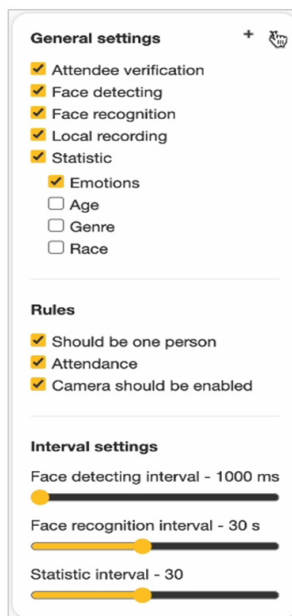 General settings +
Attendee verification
Face detecting
Face recognition
Local recording
Statistic
Emotions
Age
Genre
Race
Rules
Should be one person
Attendance
Camera should be enabled
Interval settings
Face detecting interval - 1000 ms
Face recognition interval - 30 s
Statistic interval - 30